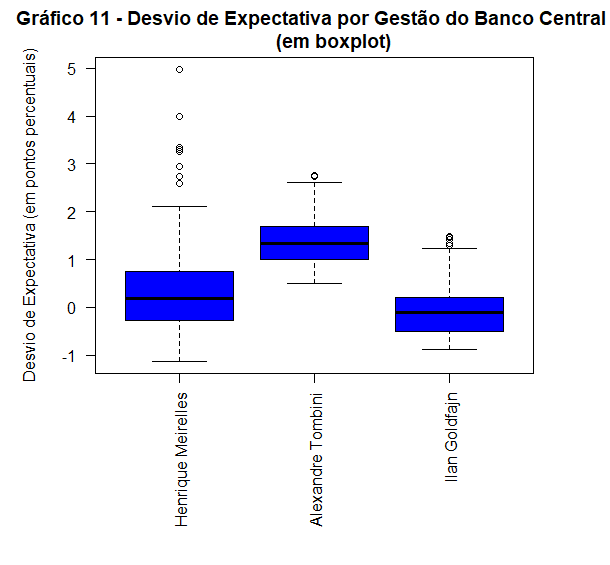 Gráfico 11 - Desvio de Expectativa por Gestão do Banco Central
(em boxplot)
Desvio de Expectativa (em pontos percentuais)
5
4
3
2
1
0
-1
Henrique Meirelles
Alexandre Tombini
Ilan Goldfajn